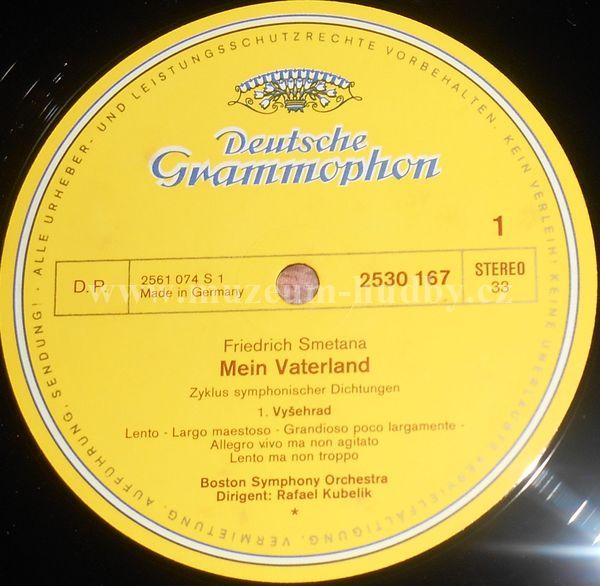 ALLE URHEBER- UND LEISTUNGSSCHUTZRECHTE VORBEHALTEN. KEIN VERLEIH! KEINE UNERLAUBTE VERVIELFÄLTIGUNG, VERMIETUNG, AUFFÜHRUNG, SENDUNG! ·
Deutsche
Grammophon
1
D.P.
2561 074 S 1
Made in Germany
2530 167
STEREO
33
www.muzeum-hudby.cz
Friedrich Smetana
Mein Vaterland
Zyklus symphonischer Dichtungen
1. Vyšehrad
Lento - Largo maestoso - Grandioso poco largamente -
Allegro vivo ma non agitato
Lento ma non troppo
Boston Symphony Orchestra
Dirigent: Rafael Kubelik
*